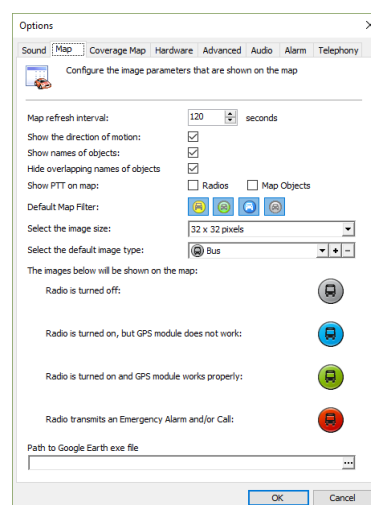 Options
Sound Map Coverage Map Hardware Advanced Audio Alarm Telephony
Configure the image parameters that are shown on the map
Map refresh interval: 120 seconds
Show the direction of motion:
Show names of objects:
Hide overlapping names of objects
Show PTT on map: Radios Map Objects
Default Map Filter:
Select the image size: 32 x 32 pixels
Select the default image type: Bus
The images below will be shown on the map:
Radio is turned off:
Radio is turned on, but GPS module does not work:
Radio is turned on and GPS module works properly:
Radio transmits an Emergency Alarm and/or Call:
Path to Google Earth exe file
OK Cancel